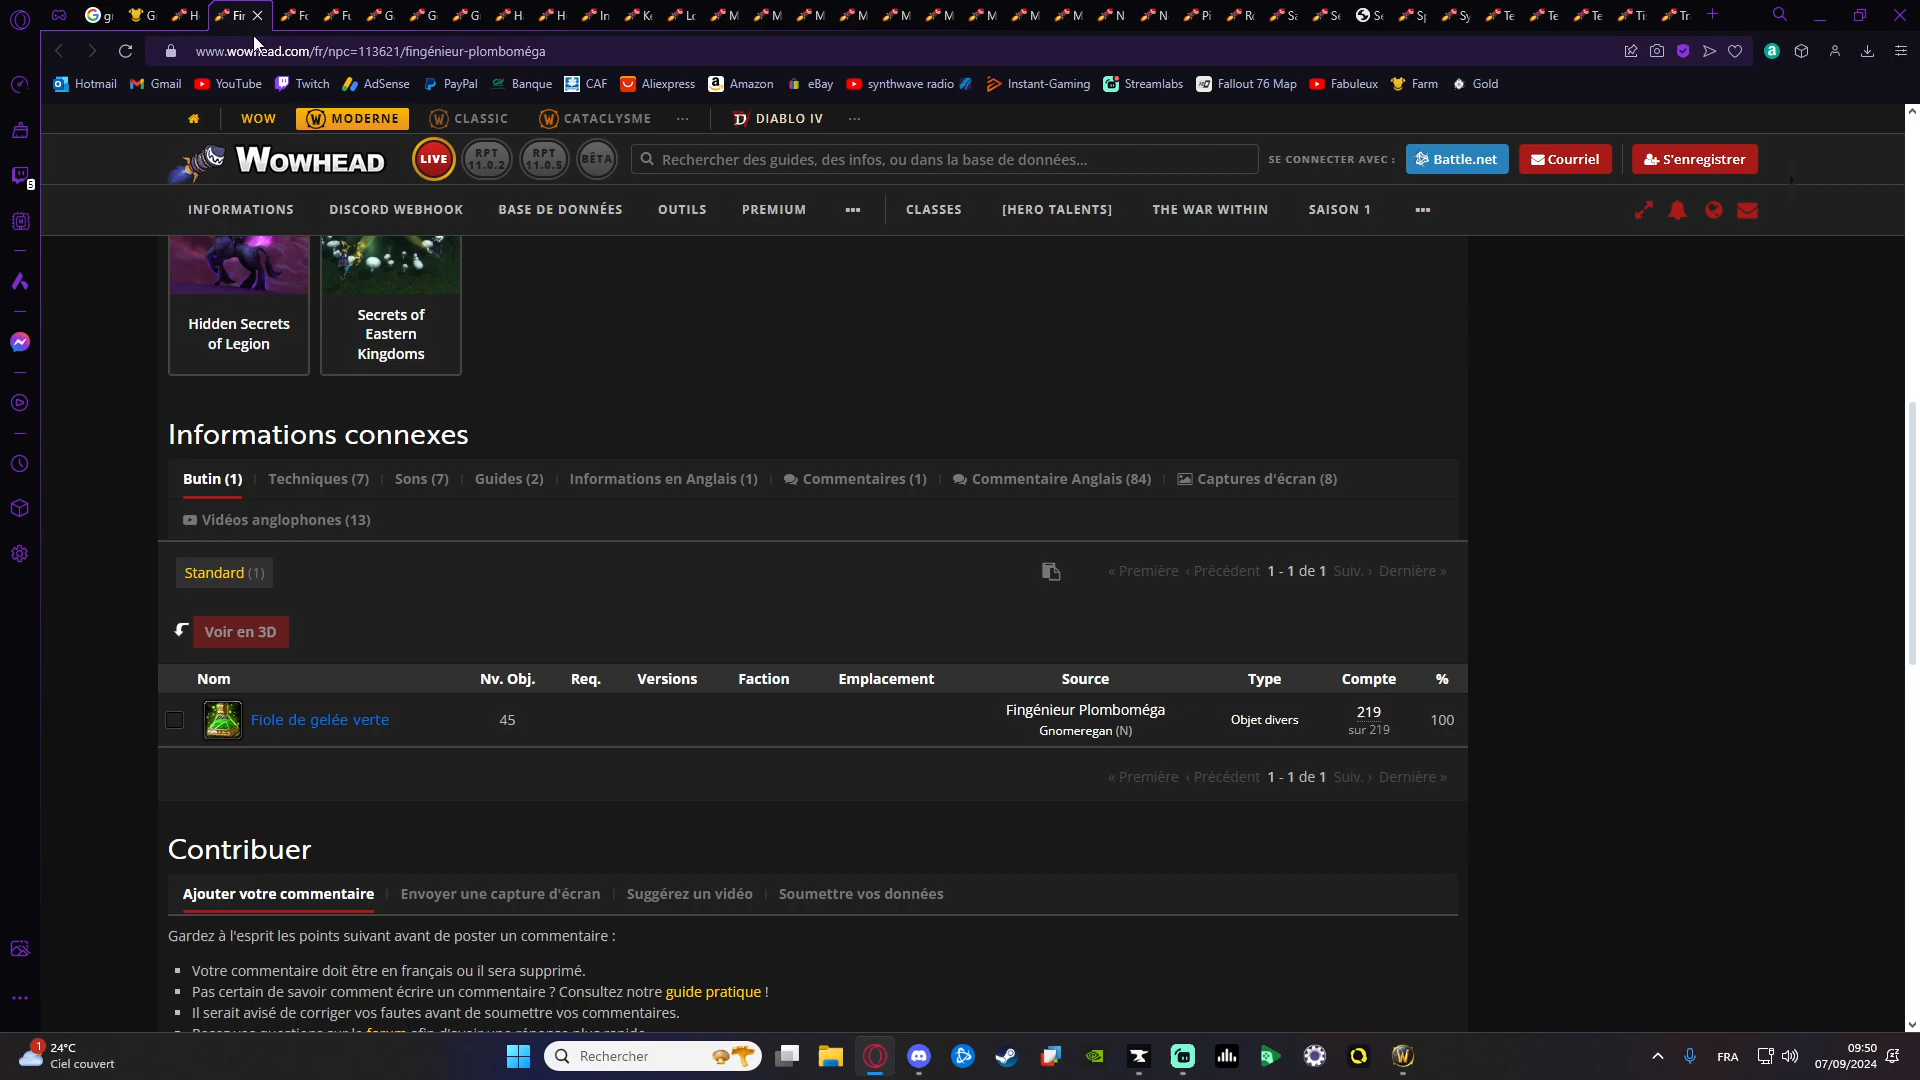 www.wowhead.com/fr/npc=113621/fingénieur-plomboméga
Hotmail Gmail YouTube Twitch AdSense PayPal Banque CAF Aliexpress Amazon eBay synthwave radio Instant-Gaming Streamlabs Fallout 76 Map Fabuleux Farm Gold
WOW MODERNE CLASSIC CATACLYSME ... DIABLO IV ...
WOWHEAD LIVE RPT 11.0.2 RPT 11.0.5 BÊTA Rechercher des guides, des infos, ou dans la base de données... SE CONNECTER AVEC : Battle.net Courriel S'enregistrer
INFORMATIONS DISCORD WEBHOOK BASE DE DONNÉES OUTILS PREMIUM ... CLASSES [HERO TALENTS] THE WAR WITHIN SAISON 1 ...
Hidden Secrets
of Legion
Secrets of
Eastern
Kingdoms
Informations connexes
Butin (1) Techniques (7) Sons (7) Guides (2) Informations en Anglais (1) Commentaires (1) Commentaire Anglais (84) Captures d'écran (8)
Vidéos anglophones (13)
Standard (1) « Première ‹ Précédent 1 - 1 de 1 Suiv. › Dernière »
Voir en 3D
Nom Nv. Obj. Req. Versions Faction Emplacement Source Type Compte %
Fiole de gelée verte 45 Fingénieur Plomboméga Gnomeregan (N) Objet divers 219 sur 219 100
« Première ‹ Précédent 1 - 1 de 1 Suiv. › Dernière »
Contribuer
Ajouter votre commentaire Envoyer une capture d'écran Suggérez un vidéo Soumettre vos données
Gardez à l'esprit les points suivant avant de poster un commentaire :
Votre commentaire doit être en français ou il sera supprimé.
Pas certain de savoir comment écrire un commentaire ? Consultez notre guide pratique !
Il serait avisé de corriger vos fautes avant de soumettre vos commentaires.
1 24°C
Ciel couvert
Rechercher
FRA
09:50
07/09/2024